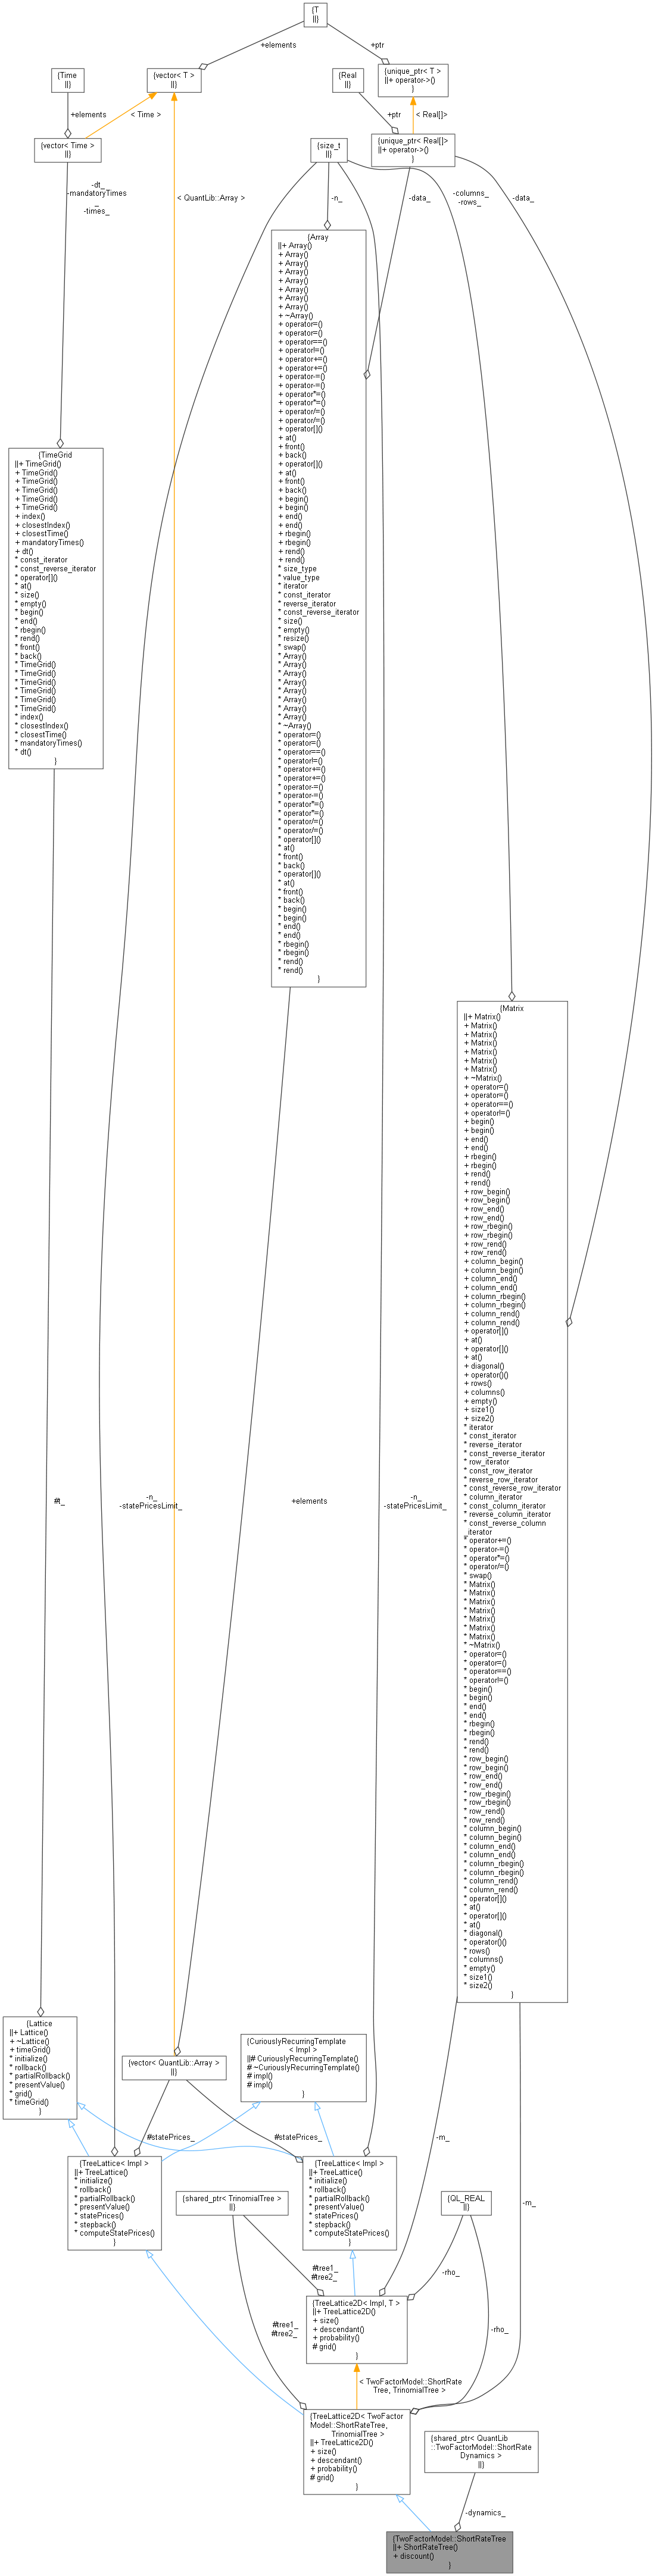 {T
||}
+elements
+ptr
{Time
||}
{vector< T >
||}
{Real
||}
{unique_ptr< T >
||+ operator->()
}
+elements
< Time >
+ptr
< Real[]>
{vector< Time >
||}
{size_t
||}
{unique_ptr< Real[]>
||+ operator->()
}
-dt_
-mandatoryTimes
_
-times_
< QuantLib::Array >
-n_
-data_
-columns_
-rows_
-data_
{Array
||+ Array()
+ Array()
+ Array()
+ Array()
+ Array()
+ Array()
+ Array()
+ Array()
+ ~Array()
+ operator=()
+ operator=()
+ operator==()
+ operator!=()
+ operator+=()
+ operator+=()
+ operator-=()
+ operator-=()
+ operator*=()
+ operator*=()
+ operator/=()
+ operator/=()
+ operator[]()
+ at()
+ front()
+ back()
+ operator[]()
+ at()
+ front()
+ back()
+ begin()
+ begin()
+ end()
+ end()
+ rbegin()
+ rbegin()
+ rend()
+ rend()
* size_type
* value_type
* iterator
* const_iterator
* reverse_iterator
* const_reverse_iterator
* size()
* empty()
* resize()
* swap()
* Array()
* Array()
* Array()
* Array()
* Array()
* Array()
* Array()
* Array()
* ~Array()
* operator=()
* operator=()
* operator==()
* operator!=()
* operator+=()
* operator+=()
* operator-=()
* operator-=()
* operator*=()
* operator*=()
* operator/=()
* operator/=()
* operator[]()
* at()
* front()
* back()
* operator[]()
* at()
* front()
* back()
* begin()
* begin()
* end()
* end()
* rbegin()
* rbegin()
* rend()
* rend()
}
{TimeGrid
||+ TimeGrid()
+ TimeGrid()
+ TimeGrid()
+ TimeGrid()
+ TimeGrid()
+ TimeGrid()
+ index()
+ closestIndex()
+ closestTime()
+ mandatoryTimes()
+ dt()
* const_iterator
* const_reverse_iterator
* operator[]()
* at()
* size()
* empty()
* begin()
* end()
* rbegin()
* rend()
* front()
* back()
* TimeGrid()
* TimeGrid()
* TimeGrid()
* TimeGrid()
* TimeGrid()
* TimeGrid()
* index()
* closestIndex()
* closestTime()
* mandatoryTimes()
* dt()
}
{Matrix
||+ Matrix()
+ Matrix()
+ Matrix()
+ Matrix()
+ Matrix()
+ Matrix()
+ Matrix()
+ ~Matrix()
+ operator=()
+ operator=()
+ operator==()
+ operator!=()
+ begin()
+ begin()
+ end()
+ end()
+ rbegin()
+ rbegin()
+ rend()
+ rend()
+ row_begin()
+ row_begin()
+ row_end()
+ row_end()
+ row_rbegin()
+ row_rbegin()
+ row_rend()
+ row_rend()
+ column_begin()
+ column_begin()
+ column_end()
+ column_end()
+ column_rbegin()
+ column_rbegin()
+ column_rend()
+ column_rend()
+ operator[]()
+ at()
+ operator[]()
+ at()
+ diagonal()
+ operator()()
+ rows()
+ columns()
+ empty()
+ size1()
+ size2()
* iterator
* const_iterator
* reverse_iterator
* const_reverse_iterator
* row_iterator
* const_row_iterator
* reverse_row_iterator
* const_reverse_row_iterator
* column_iterator
* const_column_iterator
* reverse_column_iterator
* const_reverse_column
_iterator
* operator+=()
* operator-=()
* operator*=()
* operator/=()
* swap()
* Matrix()
* Matrix()
* Matrix()
* Matrix()
* Matrix()
* Matrix()
* Matrix()
* ~Matrix()
* operator=()
* operator=()
* operator==()
* operator!=()
* begin()
* begin()
* end()
* end()
* rbegin()
* rbegin()
* rend()
* rend()
* row_begin()
* row_begin()
* row_end()
* row_end()
* row_rbegin()
* row_rbegin()
* row_rend()
* row_rend()
* column_begin()
* column_begin()
* column_end()
* column_end()
* column_rbegin()
* column_rbegin()
* column_rend()
* column_rend()
* operator[]()
* at()
* operator[]()
* at()
* diagonal()
* operator()()
* rows()
* columns()
* empty()
* size1()
* size2()
}
#t_
-n_
-statePricesLimit_
+elements
-n_
-statePricesLimit_
{Lattice
||+ Lattice()
+ ~Lattice()
+ timeGrid()
* initialize()
* rollback()
* partialRollback()
* presentValue()
* grid()
* timeGrid()
}
{vector< QuantLib::Array >
||}
{CuriouslyRecurringTemplate
< Impl >
||# CuriouslyRecurringTemplate()
# ~CuriouslyRecurringTemplate()
# impl()
# impl()
}
#statePrices_
#statePrices_
-m_
{TreeLattice< Impl >
||+ TreeLattice()
* initialize()
* rollback()
* partialRollback()
* presentValue()
* statePrices()
* stepback()
* computeStatePrices()
}
{TreeLattice< Impl >
||+ TreeLattice()
* initialize()
* rollback()
* partialRollback()
* presentValue()
* statePrices()
* stepback()
* computeStatePrices()
}
{shared_ptr< TrinomialTree >
||}
{QL_REAL
||}
-m_
#tree1_
#tree2_
-rho_
{TreeLattice2D< Impl, T >
||+ TreeLattice2D()
+ size()
+ descendant()
+ probability()
# grid()
}
#tree1_
#tree2_
-rho_
< TwoFactorModel::ShortRate
Tree, TrinomialTree >
{TreeLattice2D< TwoFactor
Model::ShortRateTree,
TrinomialTree >
||+ TreeLattice2D()
+ size()
+ descendant()
+ probability()
# grid()
}
{shared_ptr< QuantLib
::TwoFactorModel::ShortRate
Dynamics >
||}
-dynamics_
{TwoFactorModel::ShortRateTree
||+ ShortRateTree()
+ discount()
}